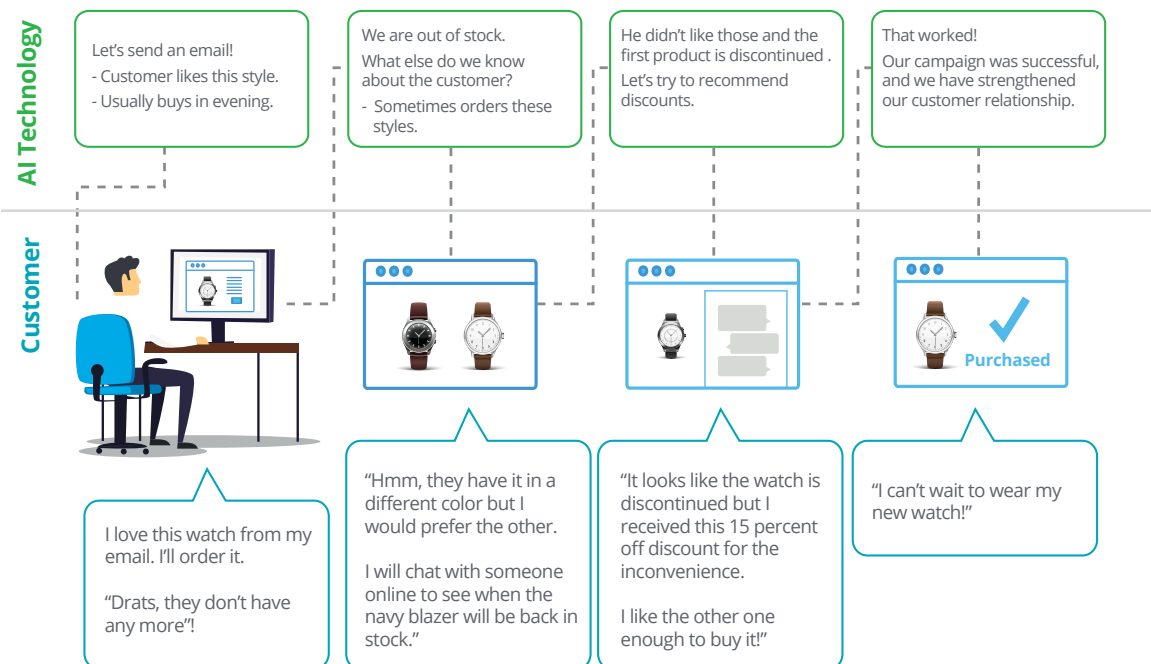 AI Technology
Let's send an email!
- Customer likes this style.
- Usually buys in evening.
We are out of stock.
What else do we know
about the customer?
- Sometimes orders these
styles.
He didn't like those and the
first product is discontinued .
Let's try to recommend
discounts.
That worked!
Our campaign was successful,
and we have strengthened
our customer relationship.
Customer
Purchased
I love this watch from my
email. I'll order it.
“Drats, they don't have
any more”!
“Hmm, they have it in a
different color but I
would prefer the other.
I will chat with someone
online to see when the
navy blazer will be back in
stock.”
“It looks like the watch is
discontinued but I
received this 15 percent
off discount for the
inconvenience.
I like the other one
enough to buy it!”
“I can't wait to wear my
new watch!”